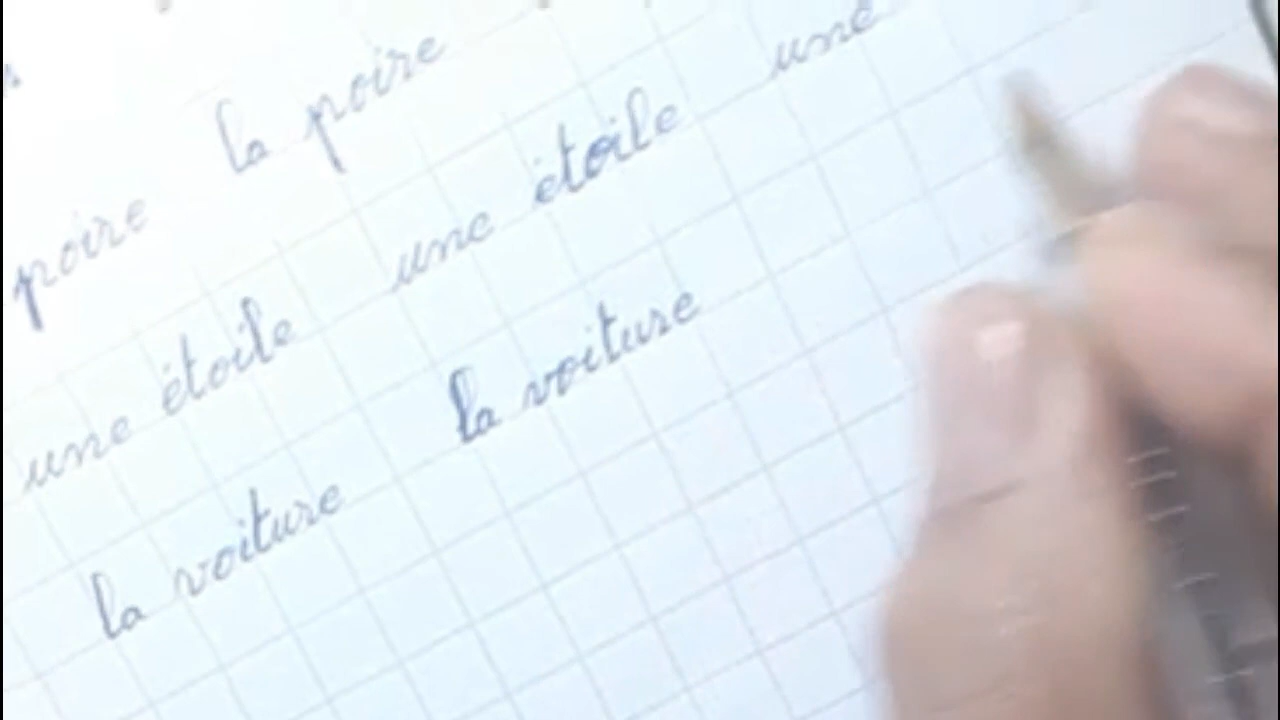 poire la poire
une étoile une étoile une
la voiture la voiture